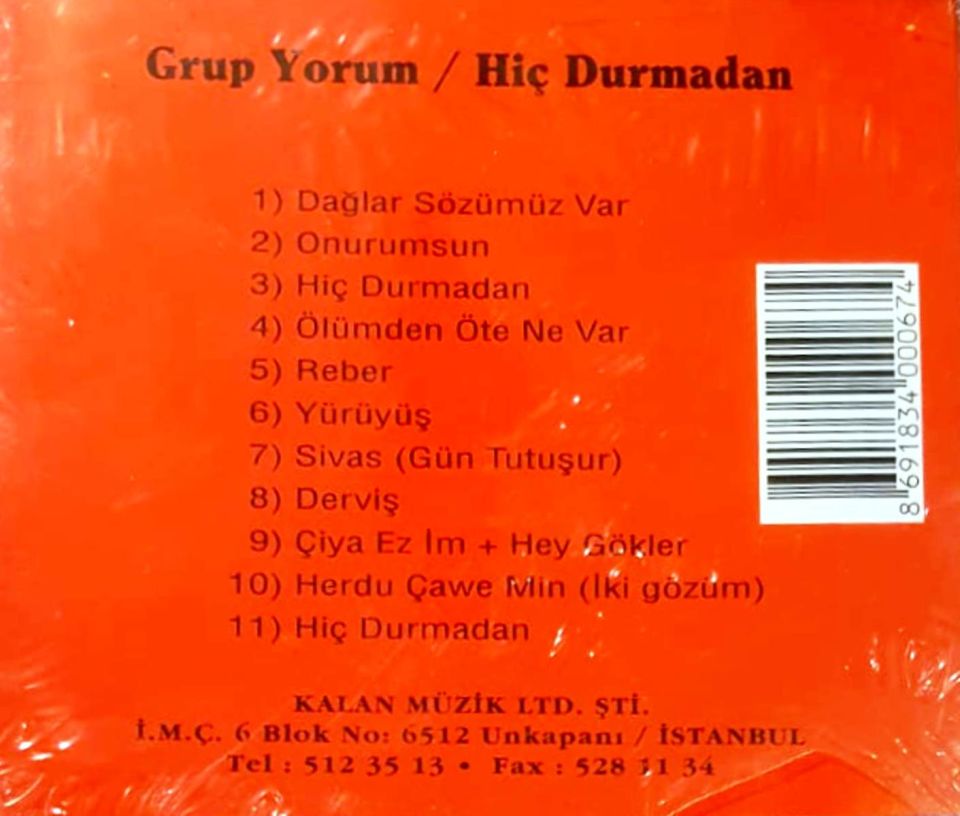 Grup Yorum / Hiç Durmadan
1) Dağlar Sözümüz Var
2) Onurumsun
3) Hiç Durmadan
4) Ölümden Öte Ne Var
5) Reber
6) Yürüyüş
7) Sivas (Gün Tutuşur)
8) Derviş
9) Çiya Ez İm + Hey Gökler
10) Herdu Çawe Min (İki gözüm)
11) Hiç Durmadan
8 691834 000674
KALAN MÜZİK LTD. ŞTİ.
İ.M.Ç. 6 Blok No: 6512 Unkapanı / İSTANBUL
Tel : 512 35 13 • Fax : 528 11 34